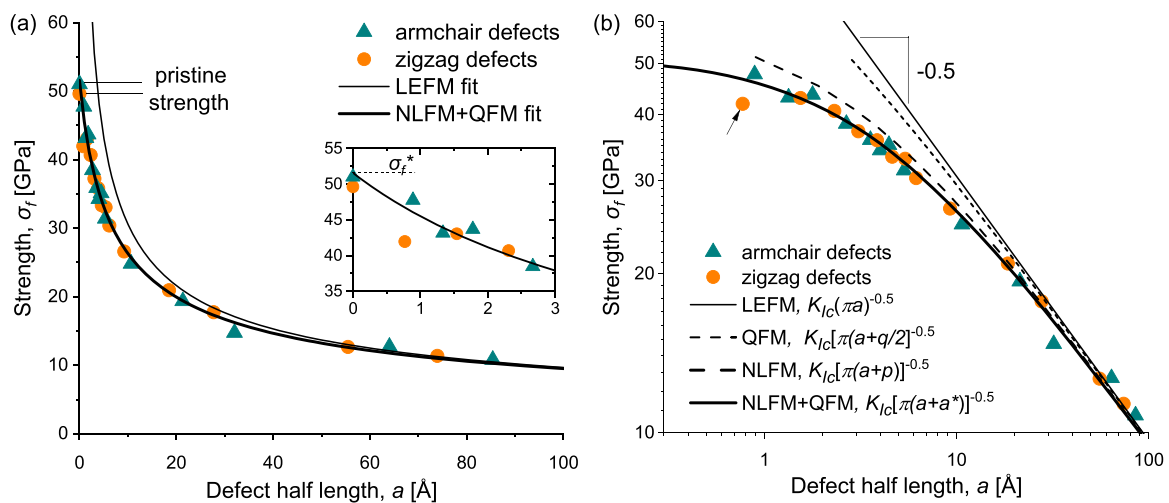 (a)
60
50
40
30
20
10
0
0
20
40
60
80
100
Strength, σf [GPa]
Defect half length, a [Å]
pristine
strength
armchair defects
zigzag defects
LEFM fit
NLFM+QFM fit
55
50
45
40
35
0
1
2
3
σf*
(b)
60
50
40
30
20
10
1
10
100
Strength, σf [GPa]
Defect half length, a [Å]
-0.5
armchair defects
zigzag defects
LEFM, KIc(πa)-0.5
QFM, KIc[π(a+q/2]-0.5
NLFM, KIc[π(a+p)]-0.5
NLFM+QFM, KIc[π(a+a*)]-0.5